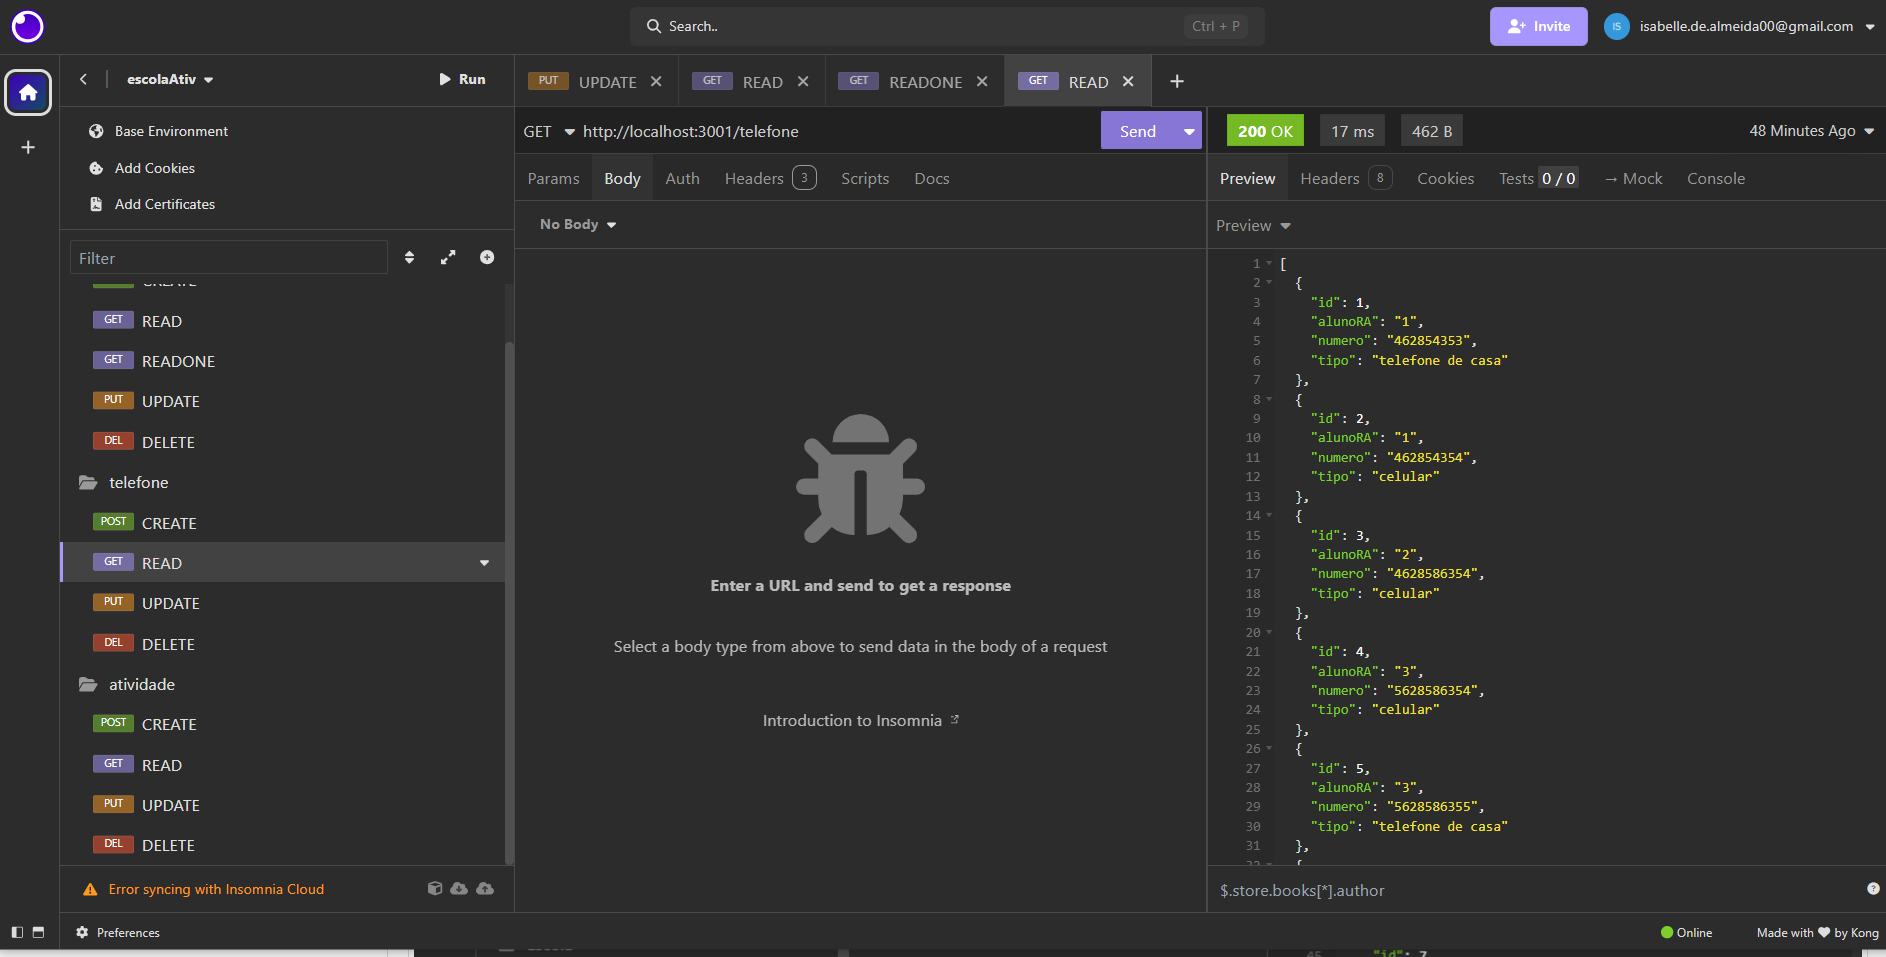 Search..
Ctrl + P
Invite
IS
isabelle.de.almeida00@gmail.com
escolaAtiv
Run
PUT UPDATE
GET READ
GET READONE
GET READ
Base Environment
Add Cookies
Add Certificates
Filter
CREATE
GET READ
GET READONE
PUT UPDATE
DEL DELETE
telefone
POST CREATE
GET READ
PUT UPDATE
DEL DELETE
atividade
POST CREATE
GET READ
PUT UPDATE
DEL DELETE
Error syncing with Insomnia Cloud
GET http://localhost:3001/telefone
Send
Params Body Auth Headers 3 Scripts Docs
No Body
Enter a URL and send to get a response
Select a body type from above to send data in the body of a request
Introduction to Insomnia
200 OK 17 ms 462 B 48 Minutes Ago
Preview Headers 8 Cookies Tests 0 / 0 → Mock Console
Preview
1 [
2 {
3 "id": 1,
4 "alunoRA": "1",
5 "numero": "462854353",
6 "tipo": "telefone de casa"
7 },
8 {
9 "id": 2,
10 "alunoRA": "1",
11 "numero": "462854354",
12 "tipo": "celular"
13 },
14 {
15 "id": 3,
16 "alunoRA": "2",
17 "numero": "4628586354",
18 "tipo": "celular"
19 },
20 {
21 "id": 4,
22 "alunoRA": "3",
23 "numero": "5628586354",
24 "tipo": "celular"
25 },
26 {
27 "id": 5,
28 "alunoRA": "3",
29 "numero": "5628586355",
30 "tipo": "telefone de casa"
31 },
32 {
$.store.books[*].author
Preferences
Online
Made with ♥ by Kong
45 "id": 7